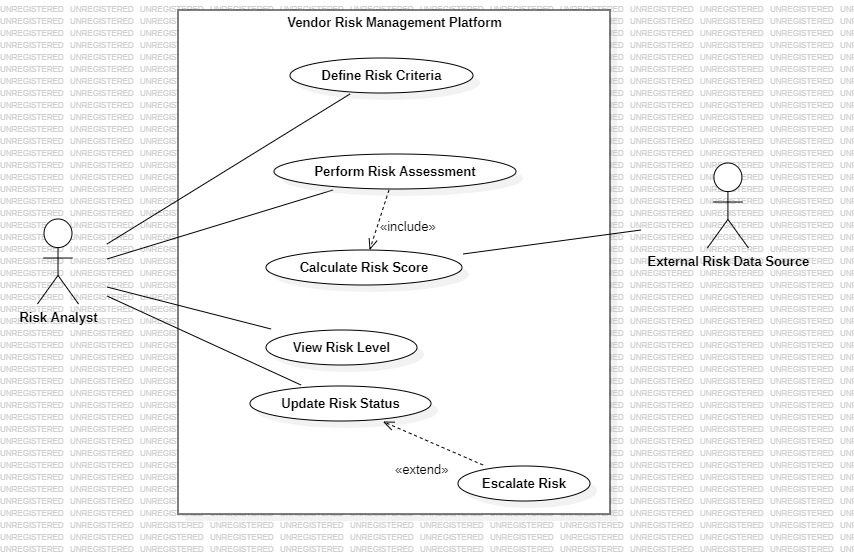 Vendor Risk Management Platform
Define Risk Criteria
Perform Risk Assessment
«include»
Calculate Risk Score
External Risk Data Source
Risk Analyst
View Risk Level
Update Risk Status
«extend»
Escalate Risk
UNREGISTERED